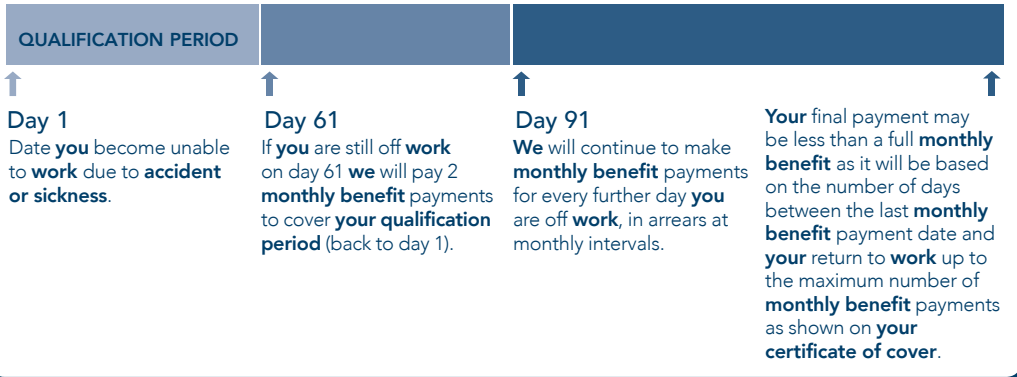 QUALIFICATION PERIOD
Day 1
Date you become unable
to work due to accident
or sickness.
Day 61
If you are still off work
on day 61 we will pay 2
monthly benefit payments
to cover your qualification
period (back to day 1).
Day 91
We will continue to make
monthly benefit payments
for every further day you
are off work, in arrears at
monthly intervals.
Your final payment may
be less than a full monthly
benefit as it will be based
on the number of days
between the last monthly
benefit payment date and
your return to work up to
the maximum number of
monthly benefit payments
as shown on your
certificate of cover.